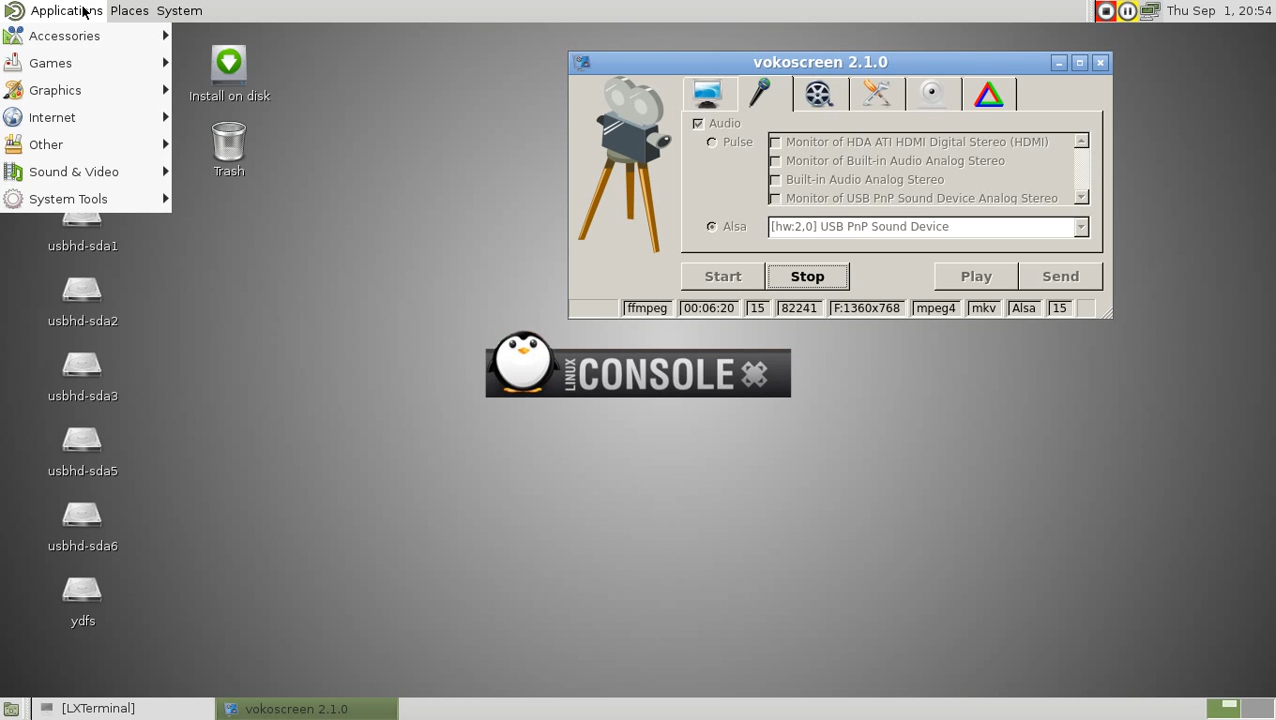 Applications Places System
Thu Sep 1, 20:54
Accessories
Games
Graphics
Internet
Other
Sound & Video
System Tools
Install on disk
Trash
usbhd-sda1
usbhd-sda2
usbhd-sda3
usbhd-sda5
usbhd-sda6
ydfs
vokoscreen 2.1.0
Audio
Pulse
Monitor of HDA ATI HDMI Digital Stereo (HDMI)
Monitor of Built-in Audio Analog Stereo
Built-in Audio Analog Stereo
Monitor of USB PnP Sound Device Analog Stereo
Alsa
[hw:2,0] USB PnP Sound Device
Start Stop Play Send
ffmpeg 00:06:20 15 82241 F:1360x768 mpeg4 mkv Alsa 15
LINUX CONSOLE
[LXTerminal] vokoscreen 2.1.0